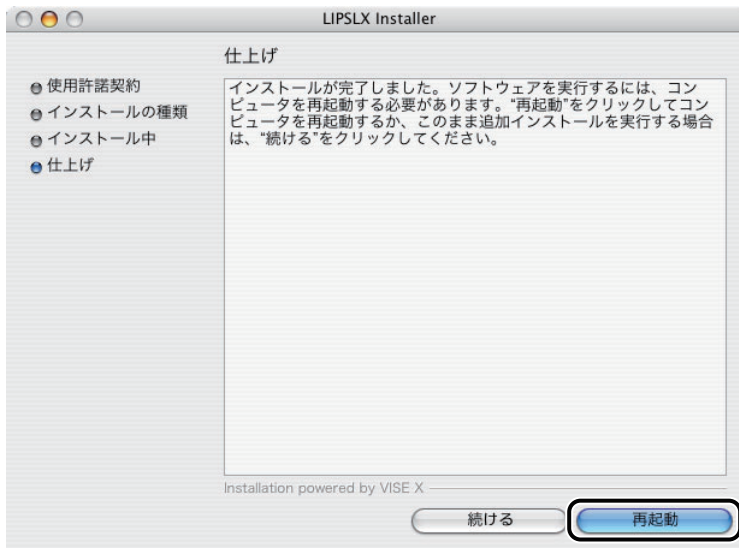 LIPSLX Installer
仕上げ
使用許諾契約
インストールの種類
インストール中
仕上げ
インストールが完了しました。ソフトウェアを実行するには、コン
ピュータを再起動する必要があります。“再起動”をクリックしてコン
ピュータを再起動するか、このまま追加インストールを実行する場合
は、“続ける”をクリックしてください。
Installation powered by VISE X
続ける
再起動